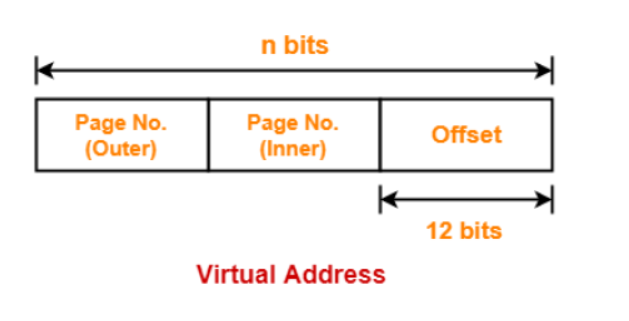 n bits
Page No. Page No. Offset
(Outer) (Inner)
12 bits
Virtual Address